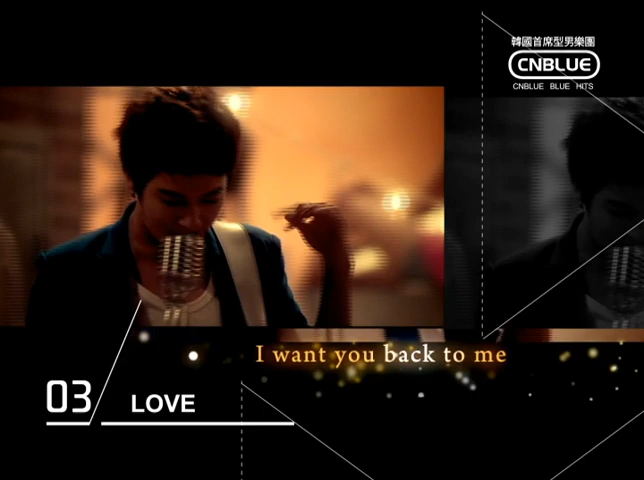 韓國首席型男樂團
CNBLUE
CNBLUE BLUE HITS
I want you back to me
03
LOVE